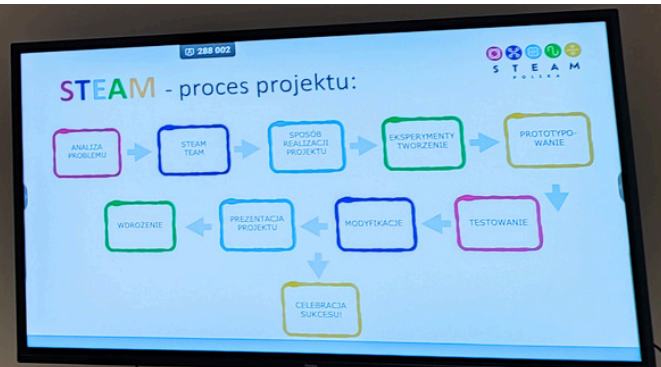 288 002
STEAM
POLSKA
STEAM - proces projektu:
ANALIZA
PROBLEMU
STEAM
TEAM
SPOSÓB
REALIZACJI
PROJEKTU
EKSPERYMENTY
TWORZENIE
PROTOTYPO-
WANIE
TESTOWANIE
MODYFIKACJE
PREZENTACJA
PROJEKTU
WDROŻENIE
CELEBRACJA
SUKCESU!